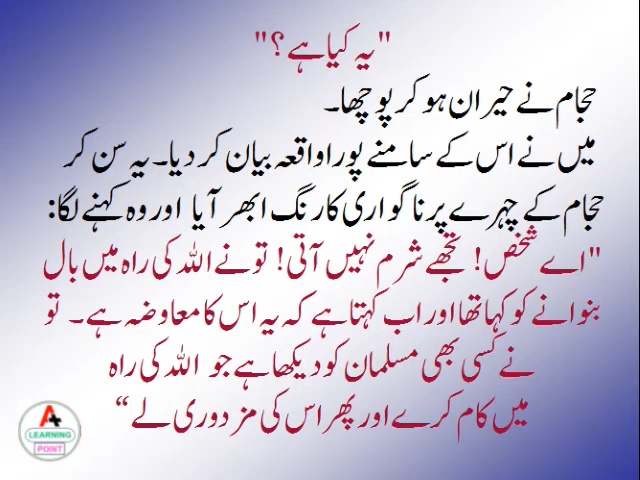 "یہ کیا ہے؟"
حجام نے حیران ہو کر پوچھا۔
میں نے اس کے سامنے پورا واقعہ بیان کر دیا۔ یہ سن کر
حجام کے چہرے پر ناگواری کا رنگ ابھر آیا اور وہ کہنے لگا:
"اے شخص! تجھے شرم نہیں آتی! تو نے اللہ کی راہ میں بال
بنوانے کو کہا تھا اور اب کہتا ہے کہ یہ اس کا معاوضہ ہے۔ تو
نے کسی بھی مسلمان کو دیکھا ہے جو اللہ کی راہ
میں کام کرے اور پھر اس کی مزدوری لے“
A+
LEARNING
POINT